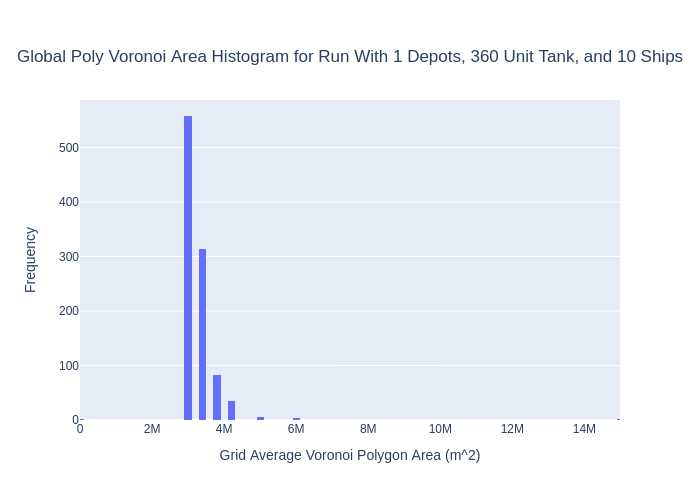 Global Poly Voronoi Area Histogram for Run With 1 Depots, 360 Unit Tank, and 10 Ships
Frequency
500
400
300
200
100
0
0 2M 4M 6M 8M 10M 12M 14M
Grid Average Voronoi Polygon Area (m^2)